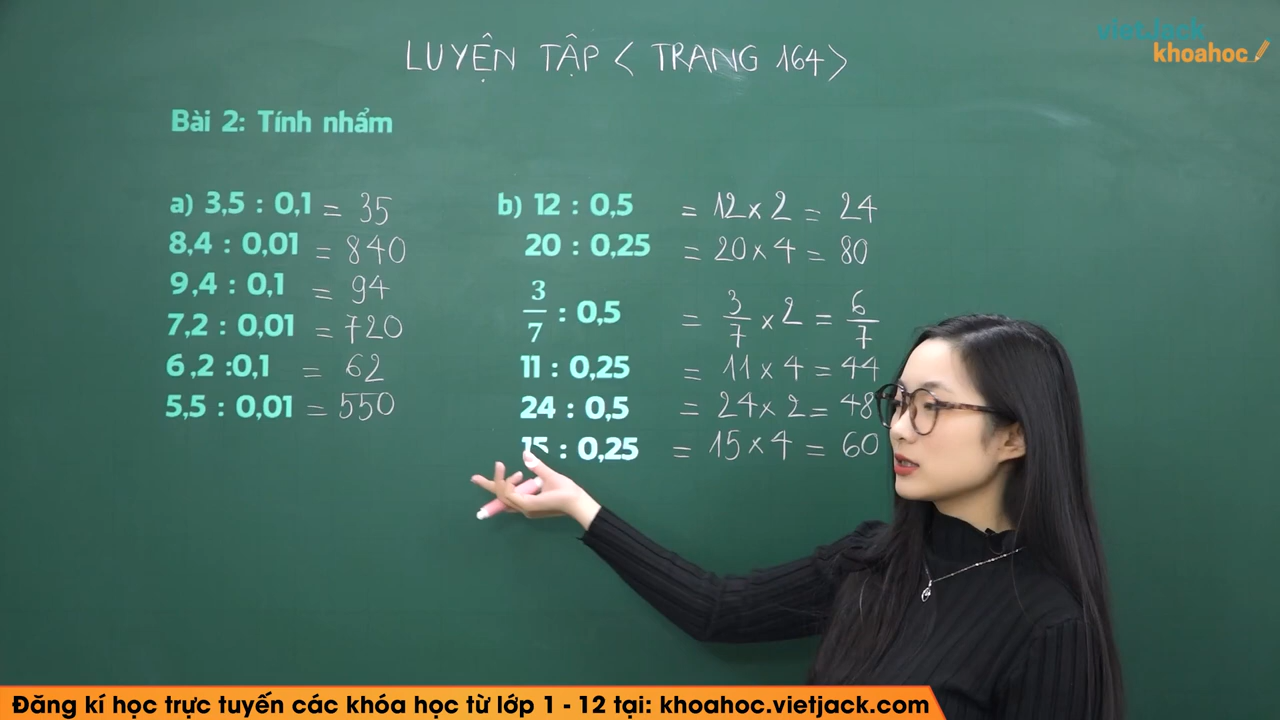 vietjack
khoahoc
LUYỆN TẬP < TRANG 164 >
Bài 2: Tính nhẩm
a) 3,5 : 0,1 = 35
8,4 : 0,01 = 840
9,4 : 0,1 = 94
7,2 : 0,01 = 720
6,2 :0,1 = 62
5,5 : 0,01 = 550
b) 12 : 0,5 = 12 x 2 = 24
20 : 0,25 = 20 x 4 = 80
3/7 : 0,5 = 3/7 x 2 = 6/7
11 : 0,25 = 11 x 4 = 44
24 : 0,5 = 24 x 2 = 48
15 : 0,25 = 15 x 4 = 60
Đăng kí học trực tuyến các khóa học từ lớp 1 - 12 tại: khoahoc.vietjack.com